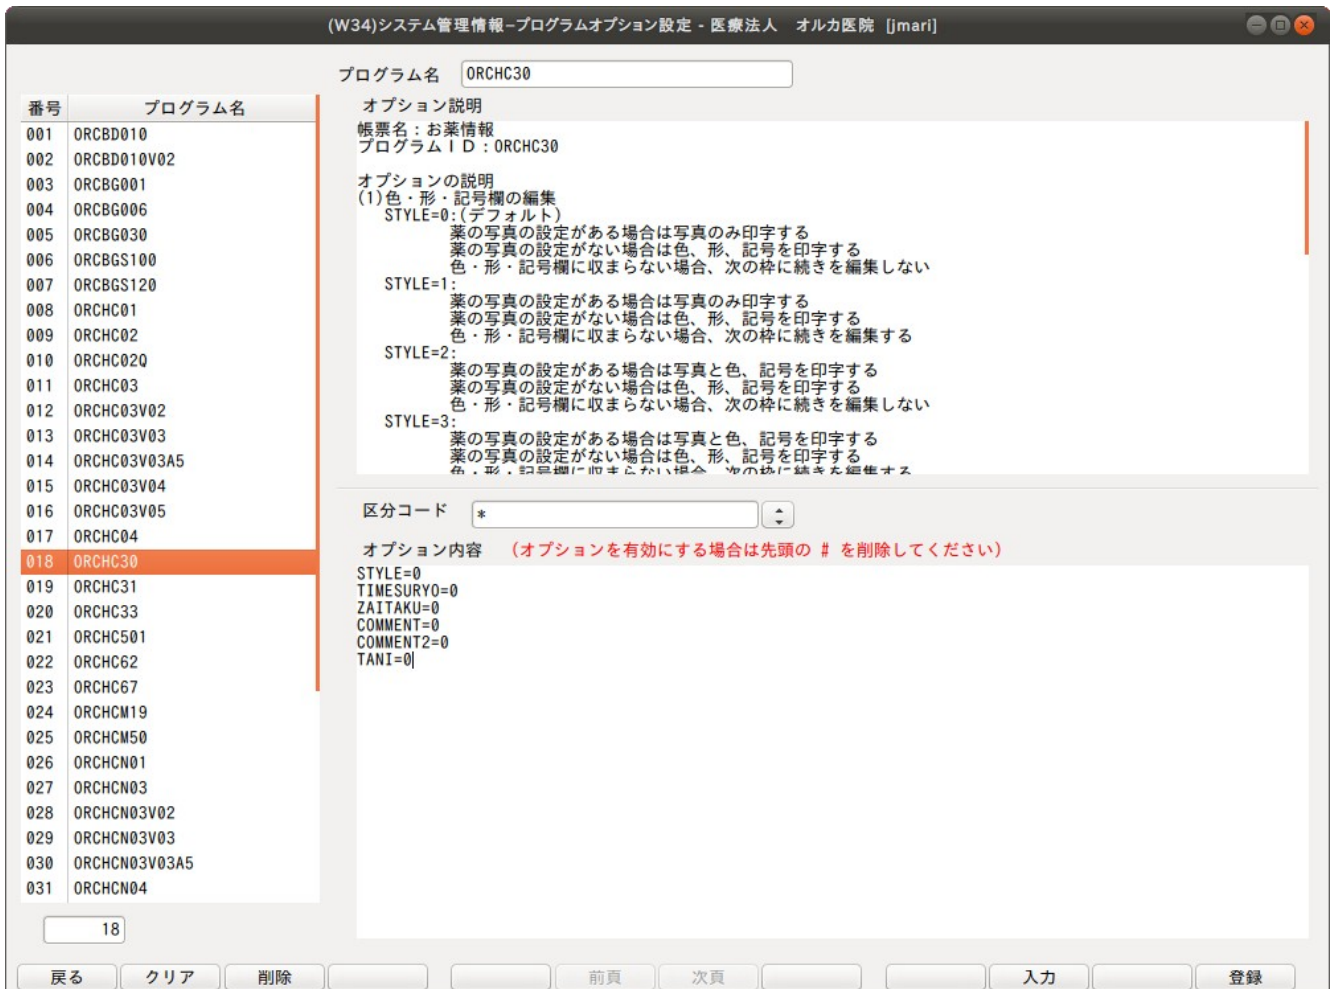 (W34)システム管理情報−プログラムオプション設定 - 医療法人　オルカ医院 [jmari]
プログラム名 ORCHC30
番号 プログラム名
001 ORCBD010
002 ORCBD010V02
003 ORCBG001
004 ORCBG006
005 ORCBG030
006 ORCBGS100
007 ORCBGS120
008 ORCHC01
009 ORCHC02
010 ORCHC02Q
011 ORCHC03
012 ORCHC03V02
013 ORCHC03V03
014 ORCHC03V03A5
015 ORCHC03V04
016 ORCHC03V05
017 ORCHC04
018 ORCHC30
019 ORCHC31
020 ORCHC33
021 ORCHC501
022 ORCHC62
023 ORCHC67
024 ORCHCM19
025 ORCHCM50
026 ORCHCN01
027 ORCHCN03
028 ORCHCN03V02
029 ORCHCN03V03
030 ORCHCN03V03A5
031 ORCHCN04
18
オプション説明
帳票名：お薬情報
プログラムＩＤ：ORCHC30
オプションの説明
(1)色・形・記号欄の編集
STYLE=0:(デフォルト)
薬の写真の設定がある場合は写真のみ印字する
薬の写真の設定がない場合は色、形、記号を印字する
色・形・記号欄に収まらない場合、次の枠に続きを編集しない
STYLE=1:
薬の写真の設定がある場合は写真のみ印字する
薬の写真の設定がない場合は色、形、記号を印字する
色・形・記号欄に収まらない場合、次の枠に続きを編集する
STYLE=2:
薬の写真の設定がある場合は写真と色、記号を印字する
薬の写真の設定がない場合は色、形、記号を印字する
色・形・記号欄に収まらない場合、次の枠に続きを編集しない
STYLE=3:
薬の写真の設定がある場合は写真と色、記号を印字する
薬の写真の設定がない場合は色、形、記号を印字する
色・形・記号欄に収まらない場合、次の枠に続きを編集する
区分コード *
オプション内容 （オプションを有効にする場合は先頭の # を削除してください）
STYLE=0
TIMESURYO=0
ZAITAKU=0
COMMENT=0
COMMENT2=0
TANI=0
戻る クリア 削除 前頁 次頁 入力 登録